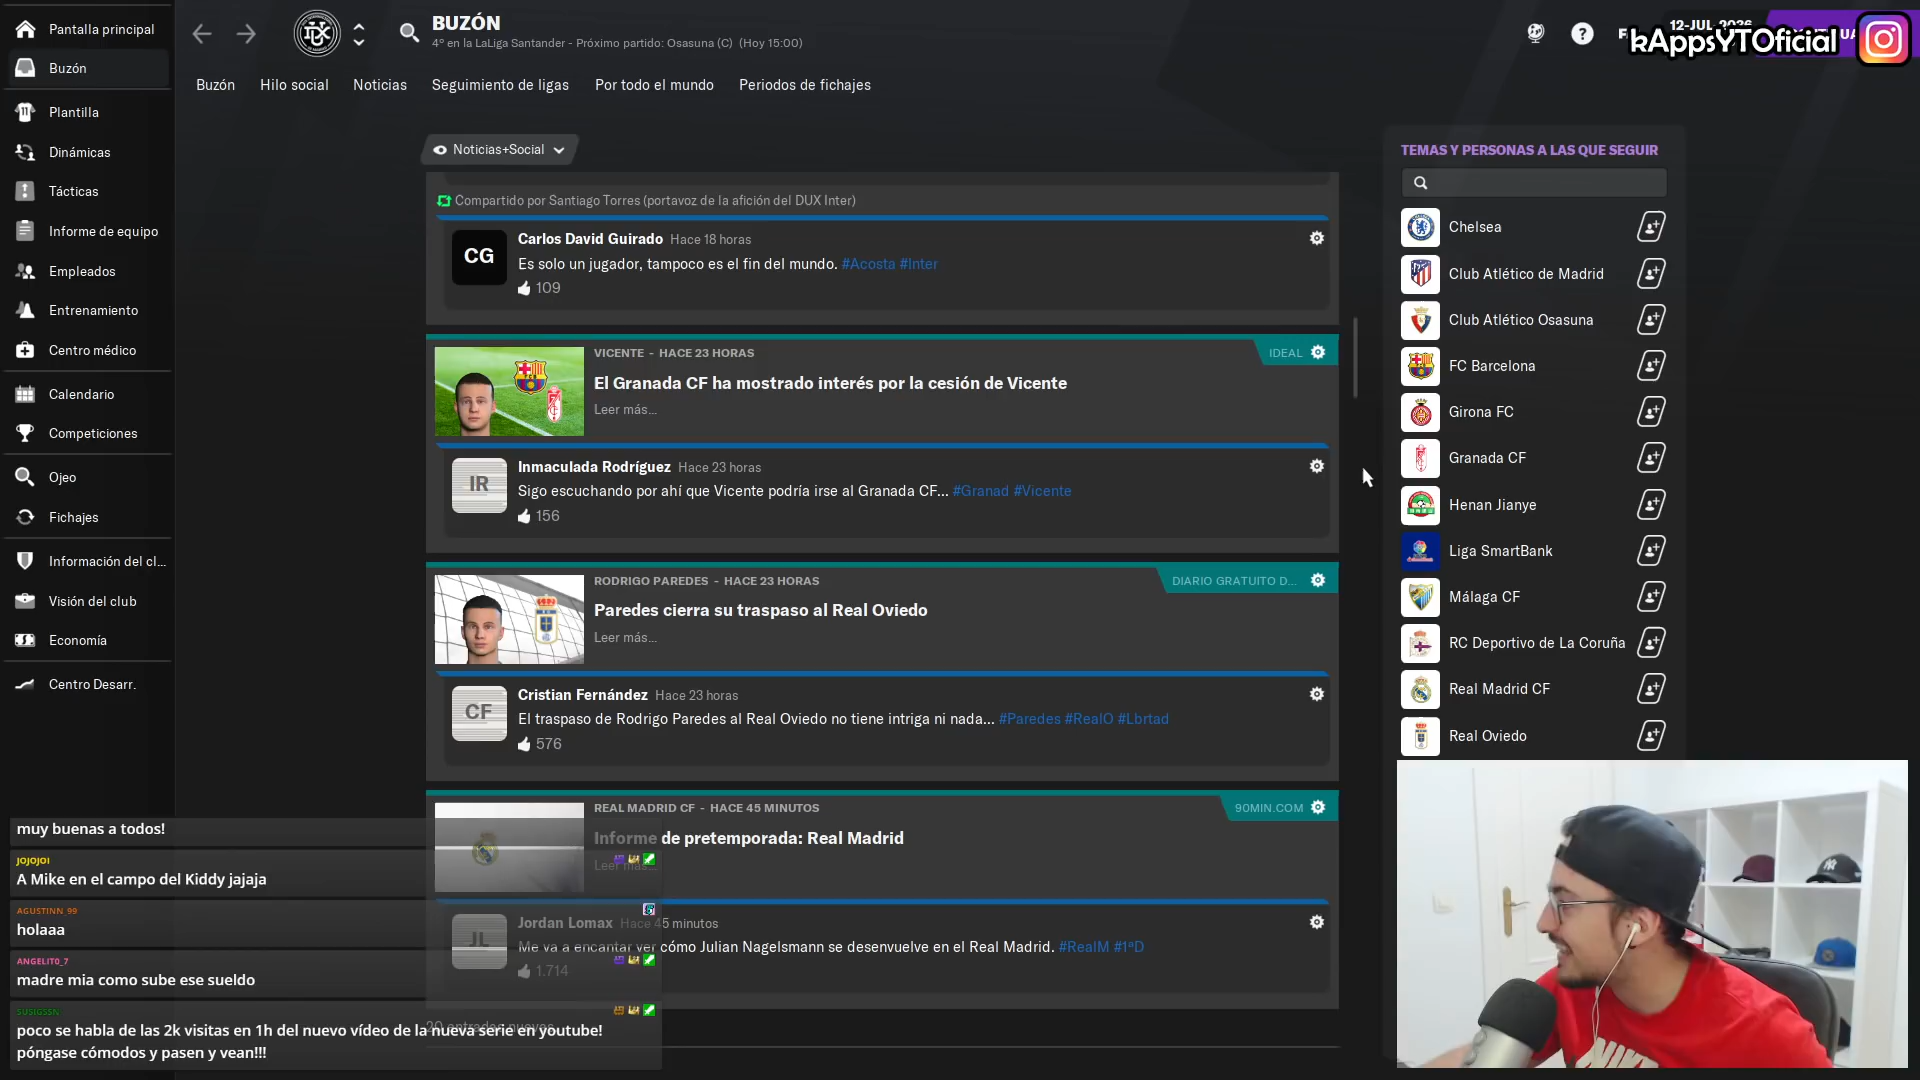 Pantalla principal
Buzón
Plantilla
Dinámicas
Tácticas
Informe de equipo
Empleados
Entrenamiento
Centro médico
Calendario
Competiciones
Ojeo
Fichajes
Información del cl...
Visión del club
Economía
Centro Desarr.
BUZÓN
4º en la LaLiga Santander - Próximo partido: Osasuna (C) (Hoy 15:00)
12-JUL-2036
kAppsYTOficial
Buzón
Hilo social
Noticias
Seguimiento de ligas
Por todo el mundo
Periodos de fichajes
Noticias+Social
Compartido por Santiago Torres (portavoz de la afición del DUX Inter)
CG
Carlos David Guirado Hace 18 horas
Es solo un jugador, tampoco es el fin del mundo. #Acosta #Inter
109
VICENTE - HACE 23 HORAS
IDEAL
El Granada CF ha mostrado interés por la cesión de Vicente
Leer más...
IR
Inmaculada Rodríguez Hace 23 horas
Sigo escuchando por ahí que Vicente podría irse al Granada CF... #Granad #Vicente
156
RODRIGO PAREDES - HACE 23 HORAS
DIARIO GRATUITO D...
Paredes cierra su traspaso al Real Oviedo
Leer más...
CF
Cristian Fernández Hace 23 horas
El traspaso de Rodrigo Paredes al Real Oviedo no tiene intriga ni nada... #Paredes #RealO #Lbrtad
576
REAL MADRID CF - HACE 45 MINUTOS
90MIN.COM
Informe de pretemporada: Real Madrid
Leer más...
JL
Jordan Lomax Hace 45 minutos
Me va a encantar ver cómo Julian Nagelsmann se desenvuelve en el Real Madrid. #RealM #1ªD
1.714
20 entradas nuevas
TEMAS Y PERSONAS A LAS QUE SEGUIR
Chelsea
Club Atlético de Madrid
Club Atlético Osasuna
FC Barcelona
Girona FC
Granada CF
Henan Jianye
Liga SmartBank
Málaga CF
RC Deportivo de La Coruña
Real Madrid CF
Real Oviedo
muy buenas a todos!
JOJOJOI
A Mike en el campo del Kiddy jajaja
AGUSTINN_99
holaaa
ANGELIT0_7
madre mia como sube ese sueldo
SUSIGSSN
poco se habla de las 2k visitas en 1h del nuevo vídeo de la nueva serie en youtube!
póngase cómodos y pasen y vean!!!